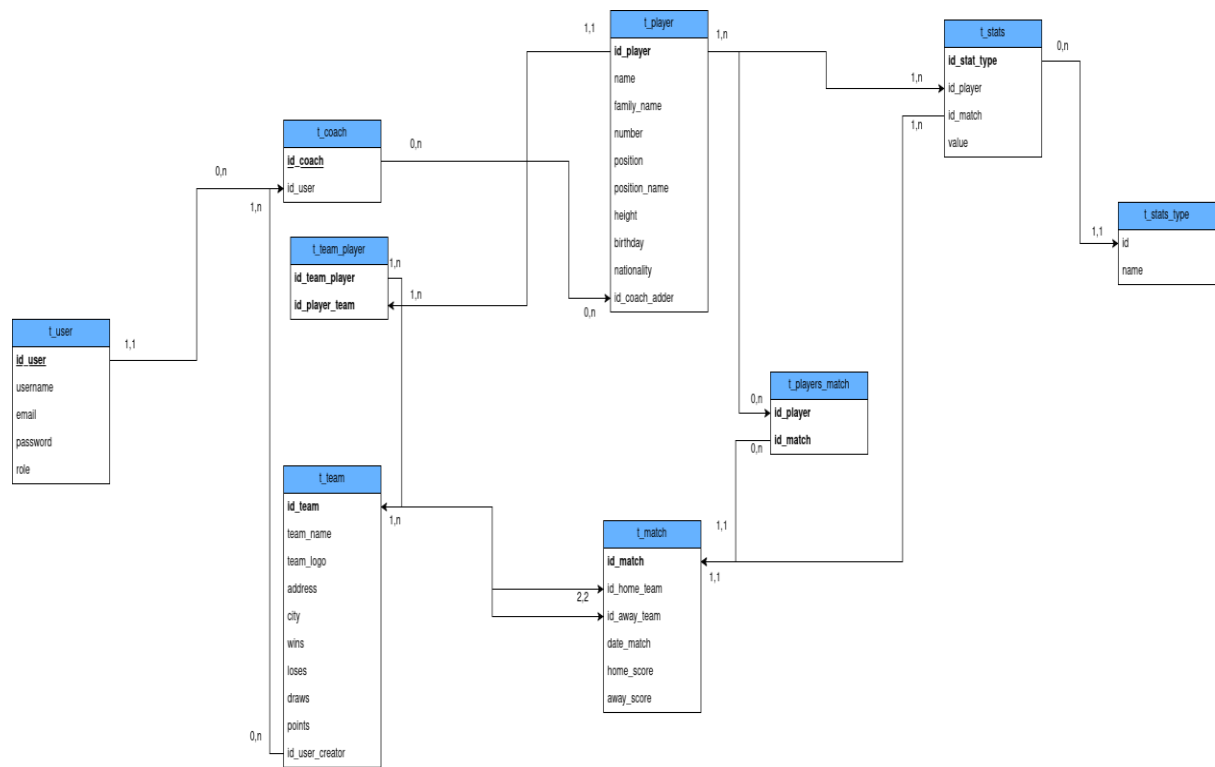 t_player
id_player
name
family_name
number
position
position_name
height
birthday
nationality
id_coach_adder
1,1
1,n
0,n
t_stats
id_stat_type
id_player
id_match
value
0,n
1,n
1,n
t_stats_type
id
name
1,1
t_coach
id_coach
id_user
0,n
1,n
0,n
t_team_player
id_team_player
id_player_team
1,n
1,n
t_user
id_user
username
email
password
role
1,1
t_players_match
id_player
id_match
0,n
0,n
t_team
id_team
team_name
team_logo
address
city
wins
loses
draws
points
id_user_creator
1,n
0,n
t_match
id_match
id_home_team
id_away_team
date_match
home_score
away_score
1,1
1,1
2,2